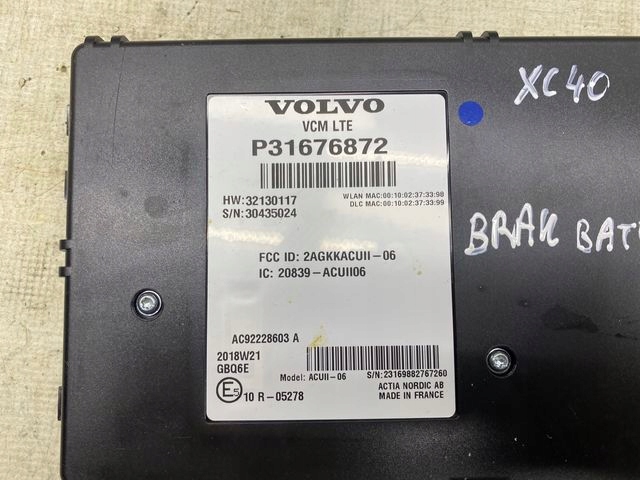 XC40
VOLVO
VCM LTE
P31676872
HW:32130117
S/N:30435024
WLAN MAC:00:10:02:37:33:98
DLC MAC:00:10:02:37:33:99
BRAK BAT
FCC ID: 2AGKKACUII-06
IC: 20839-ACUII06
AC92228603 A
2018W21
GBQ6E
Model: ACUII-06
S/N:23169882767260
E5
10 R-05278
ACTIA NORDIC AB
MADE IN FRANCE